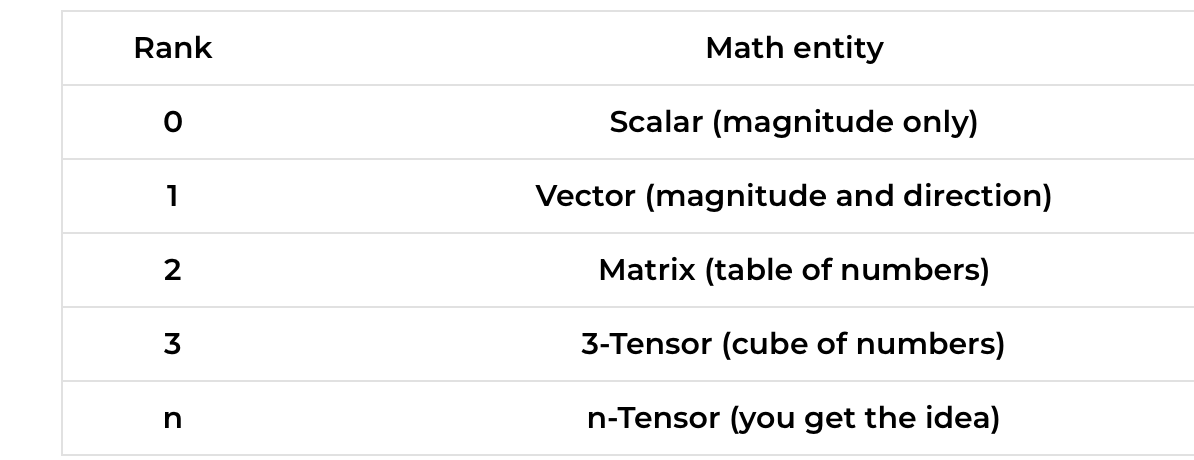 Rank Math entity
0 Scalar (magnitude only)
1 Vector (magnitude and direction)
2 Matrix (table of numbers)
3 3-Tensor (cube of numbers)
n n-Tensor (you get the idea)